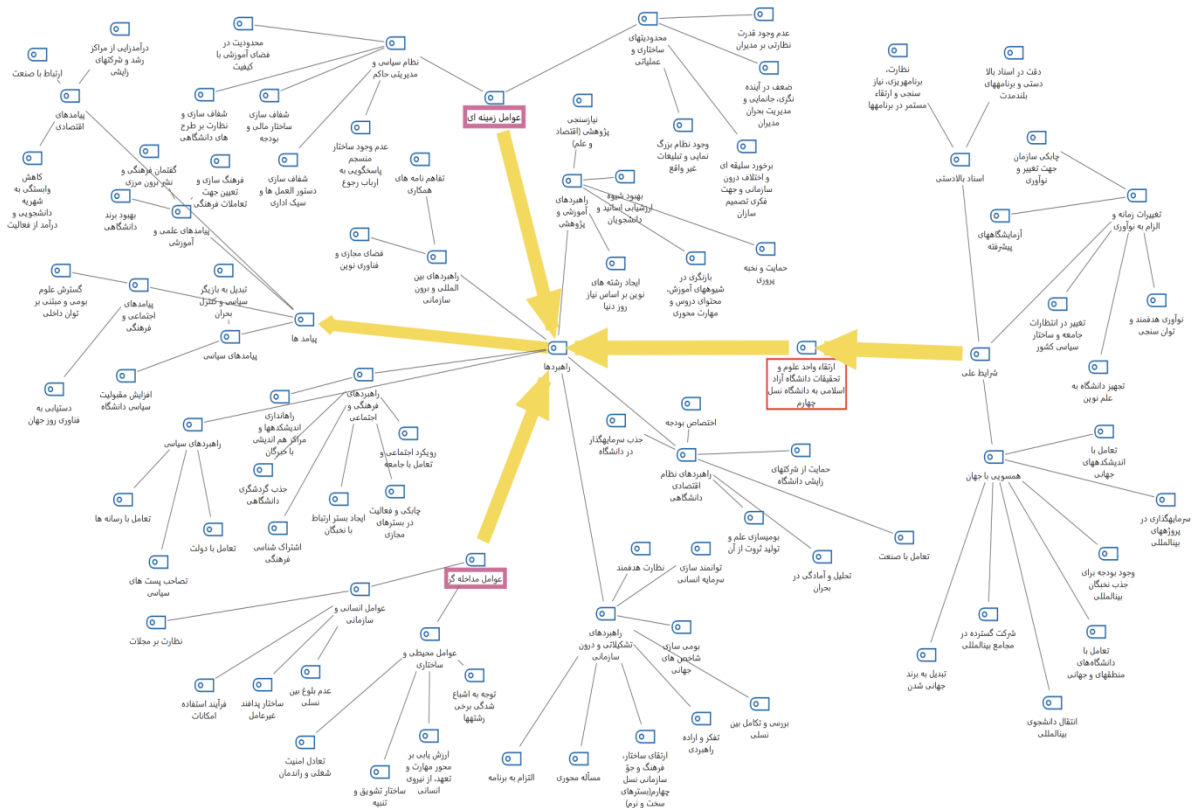 عدم وجود قدرت
نظارتی بر مدیران
محدودیتهای
ساختاری و
عملیاتی
ضعف در آینده
نگری، جانمایی و
مدیریت بحران
مدیران
وجود نظام بزرگ
نمایی و تبلیغات
غیر واقع
برخورد سلیقه ای
و اختلاف درون
سازمانی و جهت
فکری تصمیم
سازان
محدودیت در
فضای آموزشی با
کیفیت
نظام سیاسی و
مدیریتی حاکم
شفاف سازی و
نظارت بر طرح
های دانشگاهی
شفاف سازی
ساختار مالی و
بودجه
شفاف سازی
دستور العمل ها و
سبک اداری
عدم وجود ساختار
منسجم
پاسخگویی به
ارباب رجوع
عوامل زمینه ای
درآمدزایی از مراکز
رشد و شرکتهای
زایشی
ارتباط با صنعت
پیامدهای
اقتصادی
کاهش
وابستگی به
شهریه
دانشجویی و
درآمد از فعالیت
گفتمان فرهنگی و
نشر برون مرزی
فرهنگ سازی و
تعیین جهت
تعاملات فرهنگی
بهبود برند
دانشگاهی
پیامدهای علمی و
آموزشی
گسترش علوم
بومی و مبتنی بر
توان داخلی
پیامدهای
اجتماعی و
فرهنگی
دستیابی به
فناوری روز جهان
تبدیل به بازیگر
سیاسی و کنترل
بحران
پیامدهای سیاسی
افزایش مقبولیت
سیاسی دانشگاه
پیامد ها
نیازسنجی
پژوهشی (اقتصاد
و علم)
راهبردهای
آموزشی و
پژوهشی
بهبود شیوه
ارزشیابی اساتید و
دانشجویان
ایجاد رشته های
نوین بر اساس نیاز
روز دنیا
بازنگری در
شیوههای آموزش،
محتوای دروس و
مهارت محوری
حمایت و نخبه
پروری
تفاهم نامه های
همکاری
فضای مجازی و
فناوری نوین
راهبردهای بین
المللی و برون
سازمانی
راهبردها
نظارت،
برنامهریزی، نیاز
سنجی و ارتقاء
مستمر در برنامهها
دقت در اسناد بالا
دستی و برنامههای
بلندمدت
اسناد بالادستی
چابکی سازمان
جهت تغییر و
نوآوری
تغییرات زمانه و
الزام به نوآوری
آزمایشگاههای
پیشرفته
تغییر در انتظارات
جامعه و ساختار
سیاسی کشور
نوآوری هدفمند و
توان سنجی
تجهیز دانشگاه به
علم نوین
شرایط علی
ارتقاء واحد علوم و
تحقیقات دانشگاه آزاد
اسلامی به دانشگاه نسل
چهارم
راهبردهای
فرهنگی و
اجتماعی
راهاندازی
اندیشکدهها و
مراکز هم اندیشی
با خبرگان
رویکرد اجتماعی و
تعامل با جامعه
جذب گردشگری
دانشگاهی
ایجاد بستر ارتباط
با نخبگان
چابکی و فعالیت
در بسترهای
مجازی
اشتراک شناسی
فرهنگی
راهبردهای سیاسی
تعامل با رسانه ها
تعامل با دولت
تصاحب پست های
سیاسی
اختصاص بودجه
جذب سرمایهگذار
در دانشگاه
راهبردهای نظام
اقتصادی
دانشگاهی
حمایت از شرکتهای
زایشی دانشگاه
بومیسازی علم و
تولید ثروت از آن
تحلیل و آمادگی در
بحران
تعامل با صنعت
همسویی با جهان
تعامل با
اندیشکدههای
جهانی
سرمایهگذاری در
پروژههای
بینالمللی
وجود بودجه برای
جذب نخبگان
بینالمللی
شرکت گسترده در
مجامع بینالمللی
تعامل با
دانشگاههای
منطقهای و جهانی
تبدیل به برند
جهانی شدن
انتقال دانشجوی
بینالمللی
عوامل مداخله گر
عوامل انسانی و
سازمانی
نظارت بر مجلات
فرآیند استفاده
امکانات
ساختار پدافند
غیرعامل
عدم بلوغ بین
نسلی
عوامل محیطی و
ساختاری
توجه به اشباع
شدگی برخی
رشتهها
تعادل امنیت
شغلی و راندمان
ساختار تشویق و
تنبیه
ارزش یابی بر
محور مهارت و
تعهد، از نیروی
انسانی
نظارت هدفمند
توانمند سازی
سرمایه انسانی
راهبردهای
تشکیلاتی و درون
سازمانی
بومی سازی
شاخص های
جهانی
بررسی و تکامل بین
نسلی
تفکر و اراده
راهبردی
ارتقای ساختار،
فرهنگ و جوّ
سازمانی نسل
چهارم(بسترهای
سخت و نرم)
مسأله محوری
التزام به برنامه